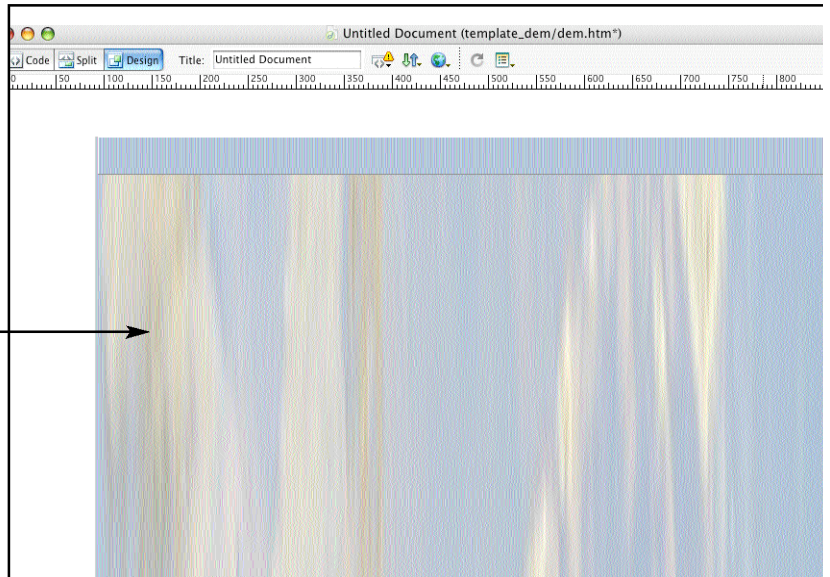 Untitled Document (template_dem/dem.htm*)
Code Split Design Title: Untitled Document
0 50 100 150 200 250 300 350 400 450 500 550 600 650 700 750 800